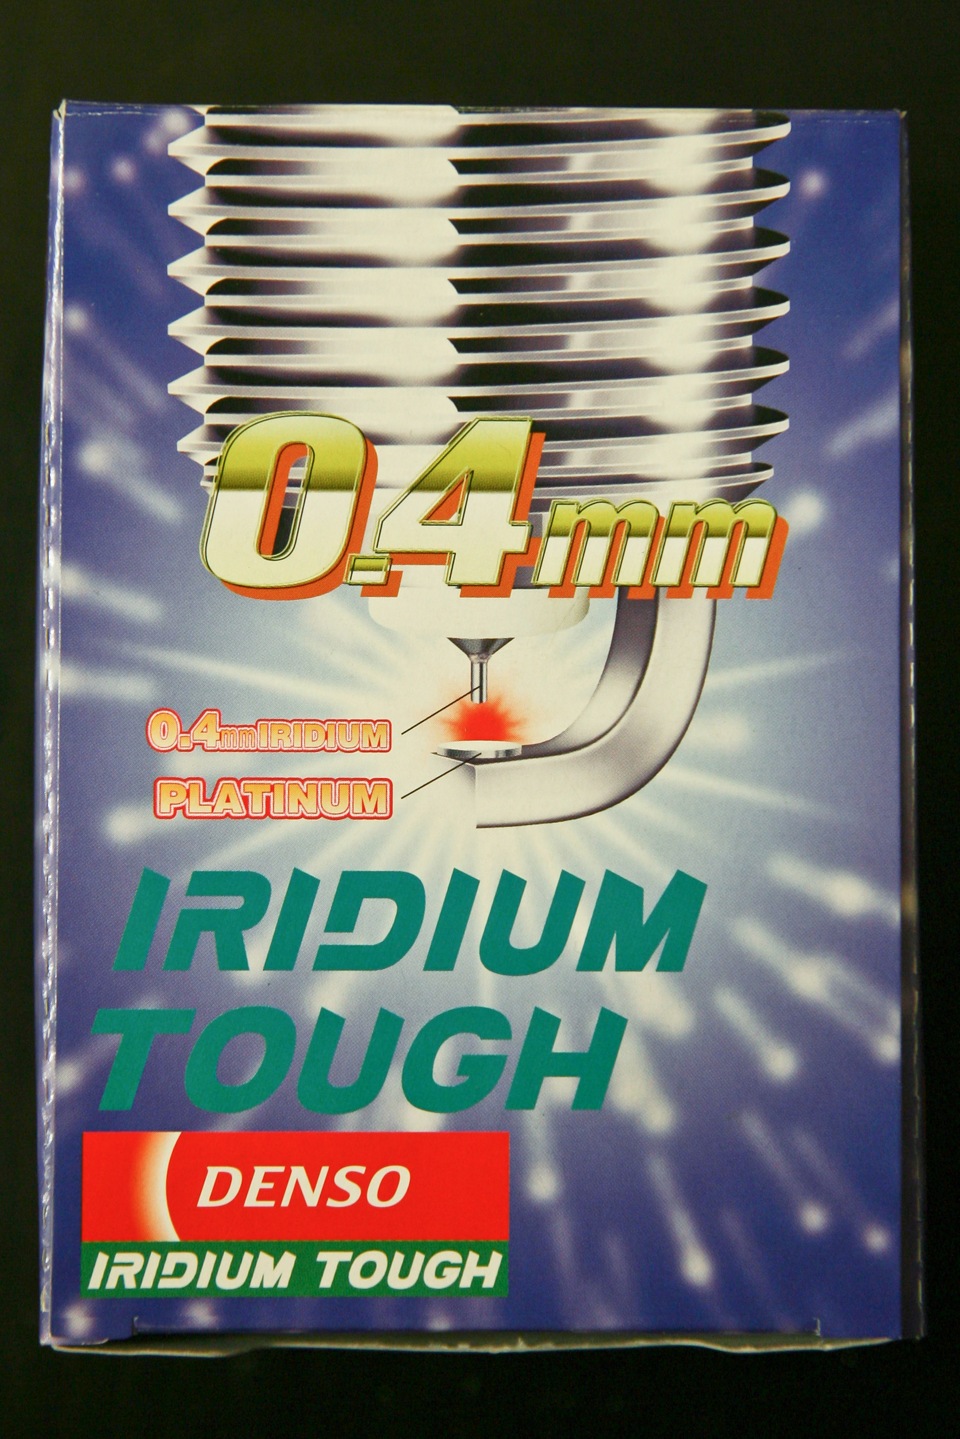 0.4mm
0.4mmIRIDIUM
PLATINUM
IRIDIUM
TOUGH
DENSO
IRIDIUM TOUGH